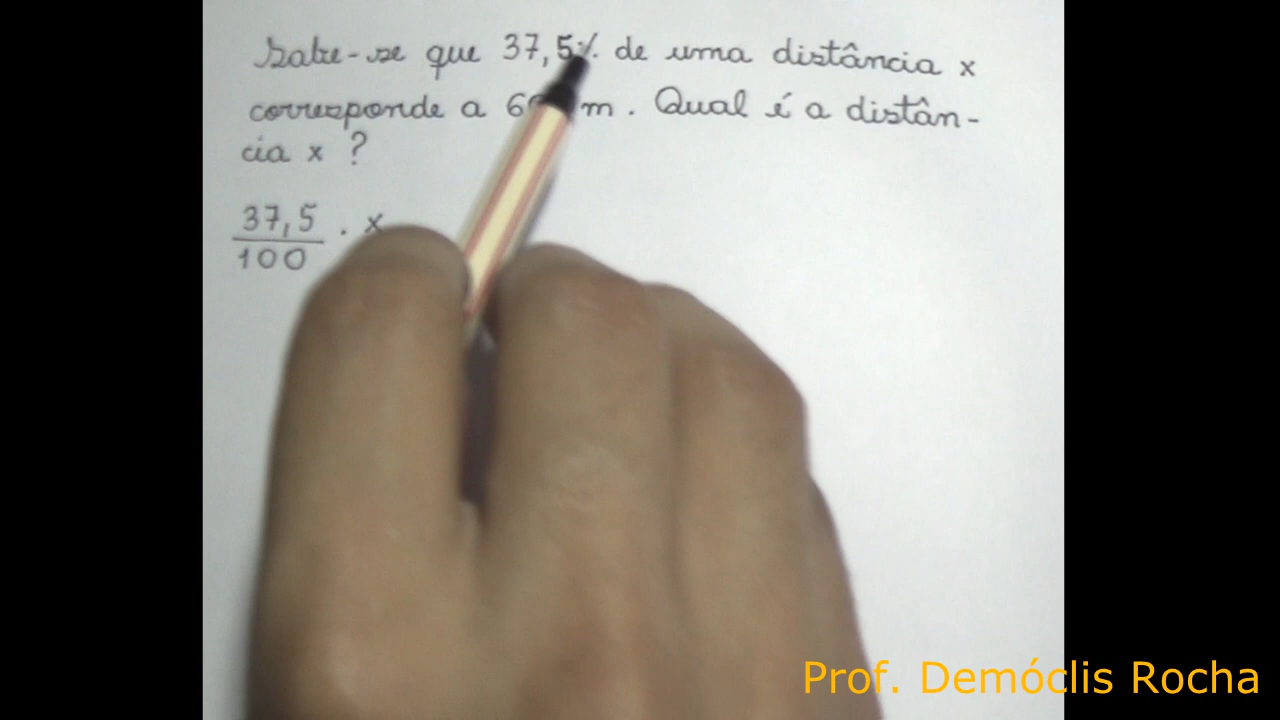 Sabe-se que 37,5% de uma distância x
corresponde a m. Qual é a distân-
cia x ?
37,5
100
. x
Prof. Demóclis Rocha